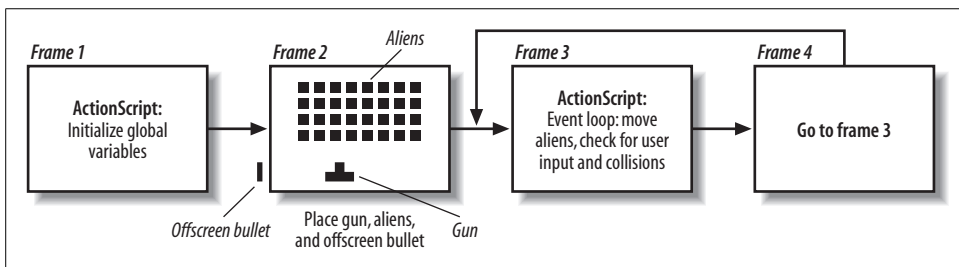 Frame 1
ActionScript:
Initialize global
variables
Frame 2
Aliens
Offscreen bullet
Gun
Place gun, aliens,
and offscreen bullet
Frame 3
ActionScript:
Event loop: move
aliens, check for user
input and collisions
Frame 4
Go to frame 3